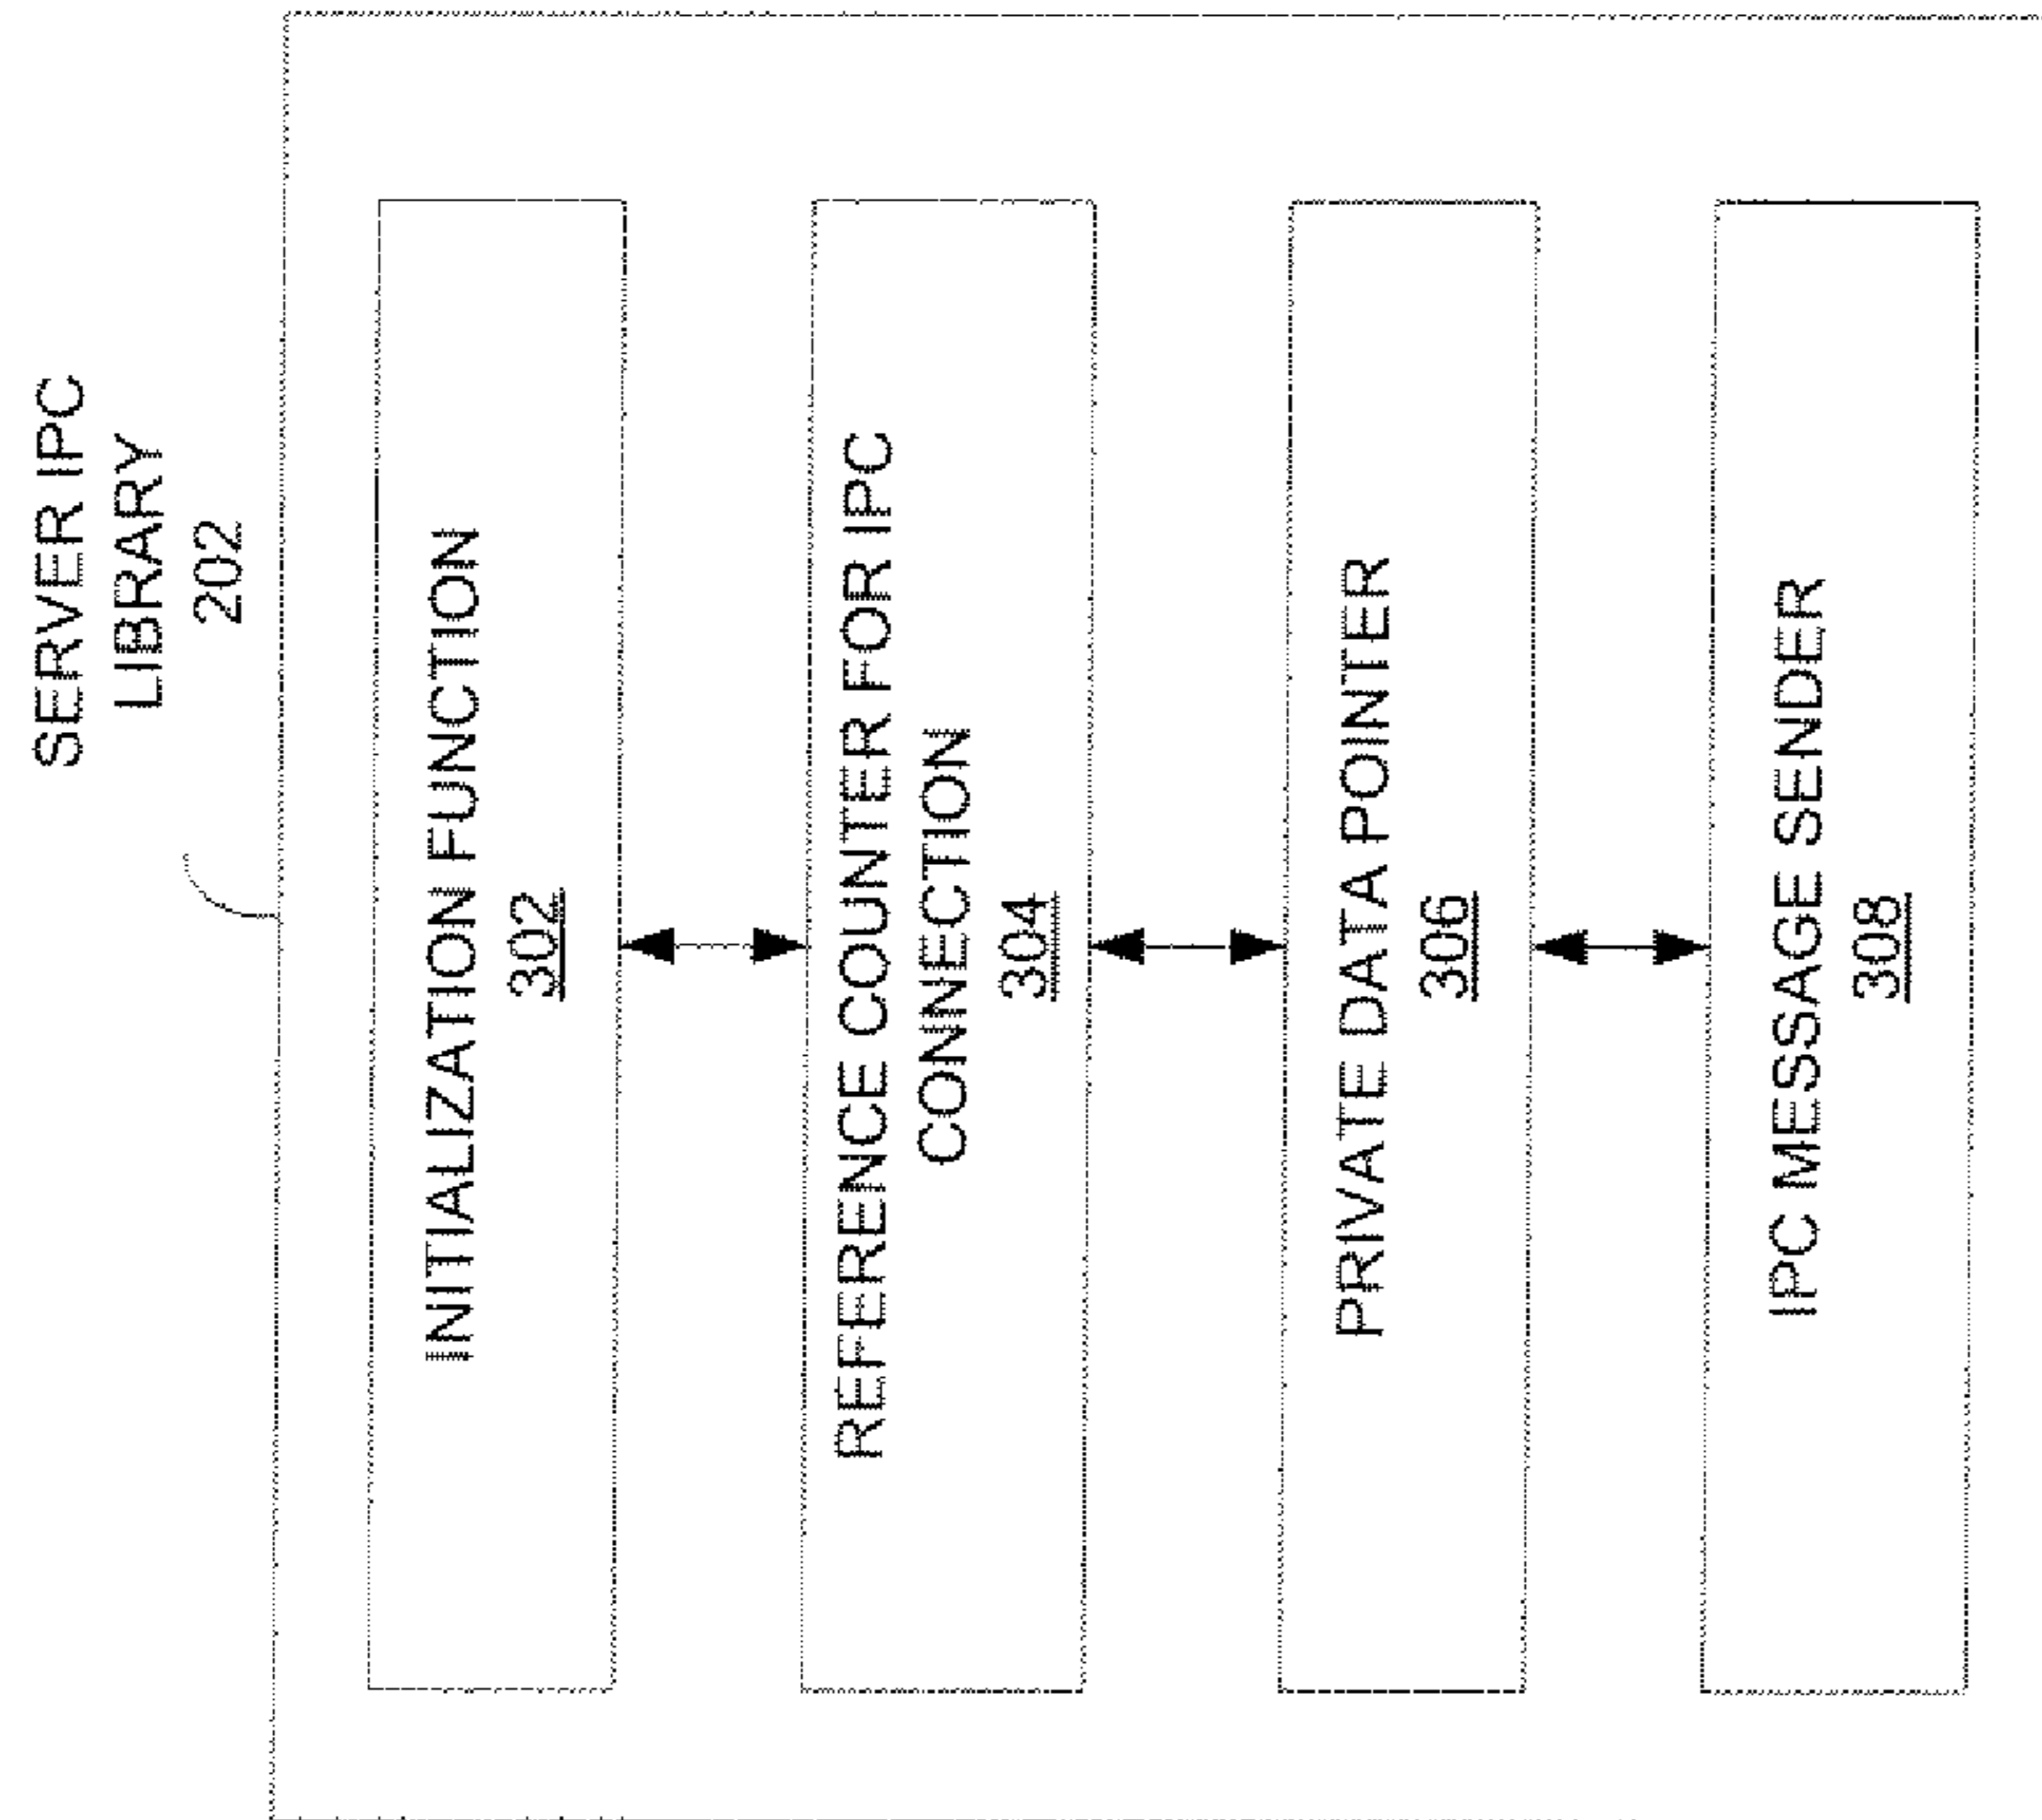 SERVER IPC
LIBRARY
202
INITIALIZATION FUNCTION
302
REFERENCE COUNTER FOR IPC
CONNECTION
304
PRIVATE DATA POINTER
306
IPC MESSAGE SENDER
308